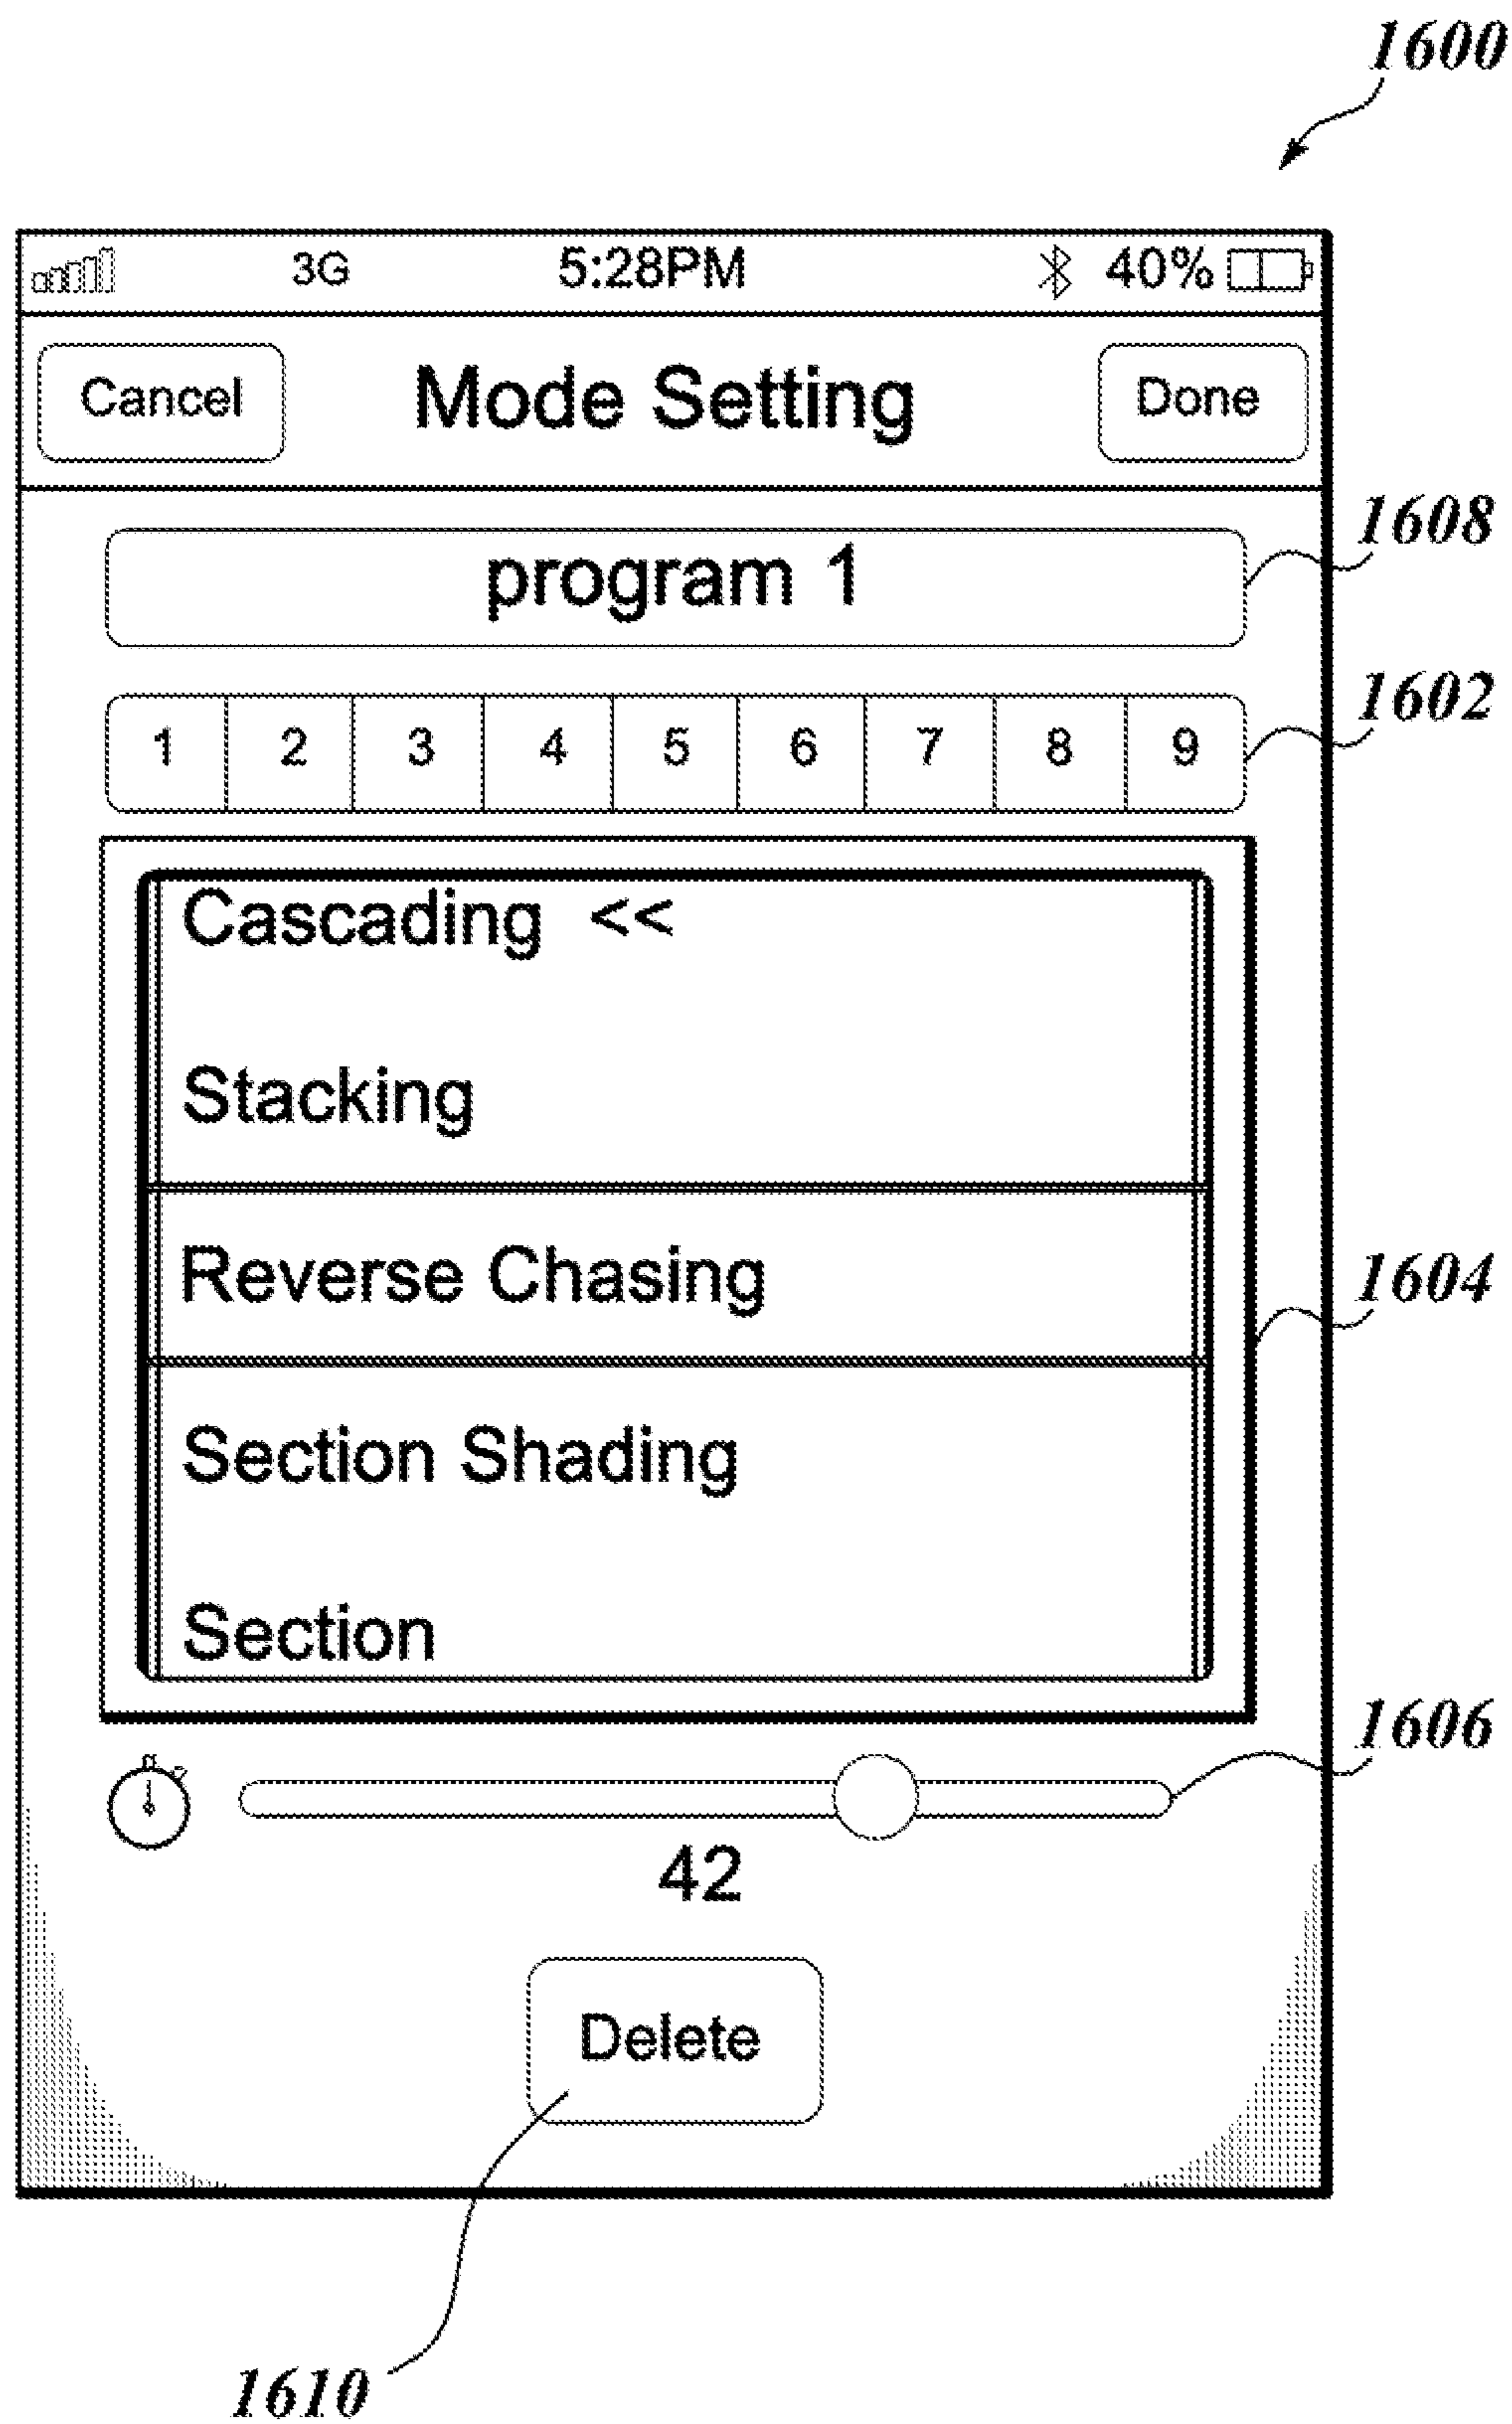 1600
3G 5:28PM 40%
Cancel Mode Setting Done
program 1
1608
1 2 3 4 5 6 7 8 9
1602
Cascading <<
Stacking
Reverse Chasing
1604
Section Shading
Section
1606
42
Delete
1610